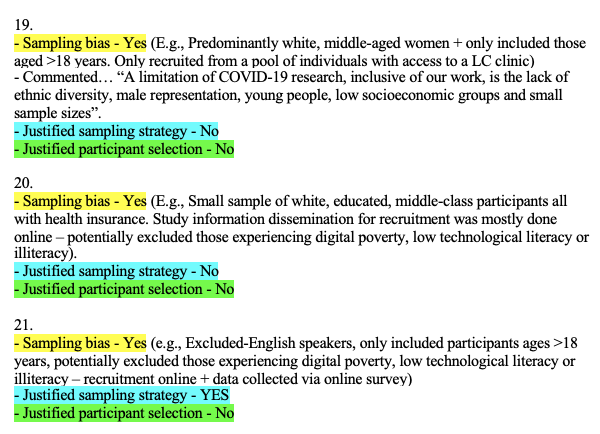 19.
- Sampling bias - Yes (E.g., Predominantly white, middle-aged women + only included those
aged >18 years. Only recruited from a pool of individuals with access to a LC clinic)
- Commented… “A limitation of COVID-19 research, inclusive of our work, is the lack of
ethnic diversity, male representation, young people, low socioeconomic groups and small
sample sizes”.
- Justified sampling strategy - No
- Justified participant selection - No
20.
- Sampling bias - Yes (E.g., Small sample of white, educated, middle-class participants all
with health insurance. Study information dissemination for recruitment was mostly done
online – potentially excluded those experiencing digital poverty, low technological literacy or
illiteracy).
- Justified sampling strategy - No
- Justified participant selection - No
21.
- Sampling bias - Yes (e.g., Excluded-English speakers, only included participants ages >18
years, potentially excluded those experiencing digital poverty, low technological literacy or
illiteracy – recruitment online + data collected via online survey)
- Justified sampling strategy - YES
- Justified participant selection - No